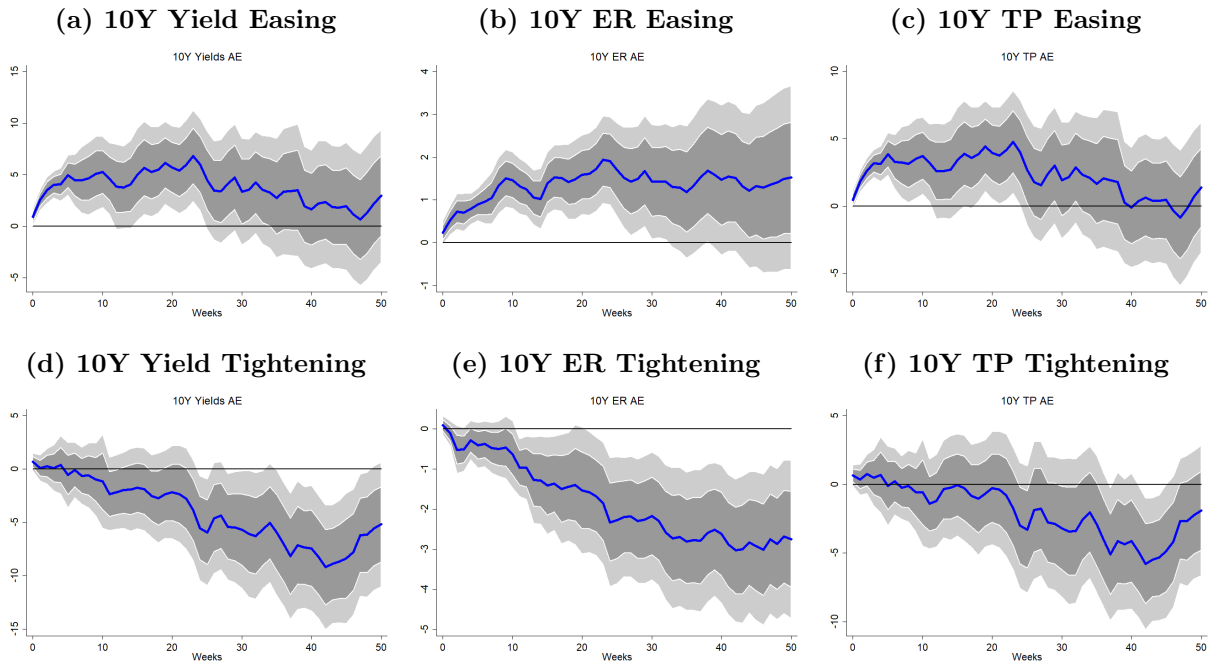 (a) 10Y Yield Easing
10Y Yields AE
15
10
5
0
-5
0 10 20 30 40 50
Weeks
(b) 10Y ER Easing
10Y ER AE
4
3
2
1
0
-1
0 10 20 30 40 50
Weeks
(c) 10Y TP Easing
10Y TP AE
10
5
0
-5
0 10 20 30 40 50
Weeks
(d) 10Y Yield Tightening
10Y Yields AE
5
0
-5
-10
-15
0 10 20 30 40 50
Weeks
(e) 10Y ER Tightening
10Y ER AE
0
-1
-2
-3
-4
-5
0 10 20 30 40 50
Weeks
(f) 10Y TP Tightening
10Y TP AE
5
0
-5
-10
0 10 20 30 40 50
Weeks